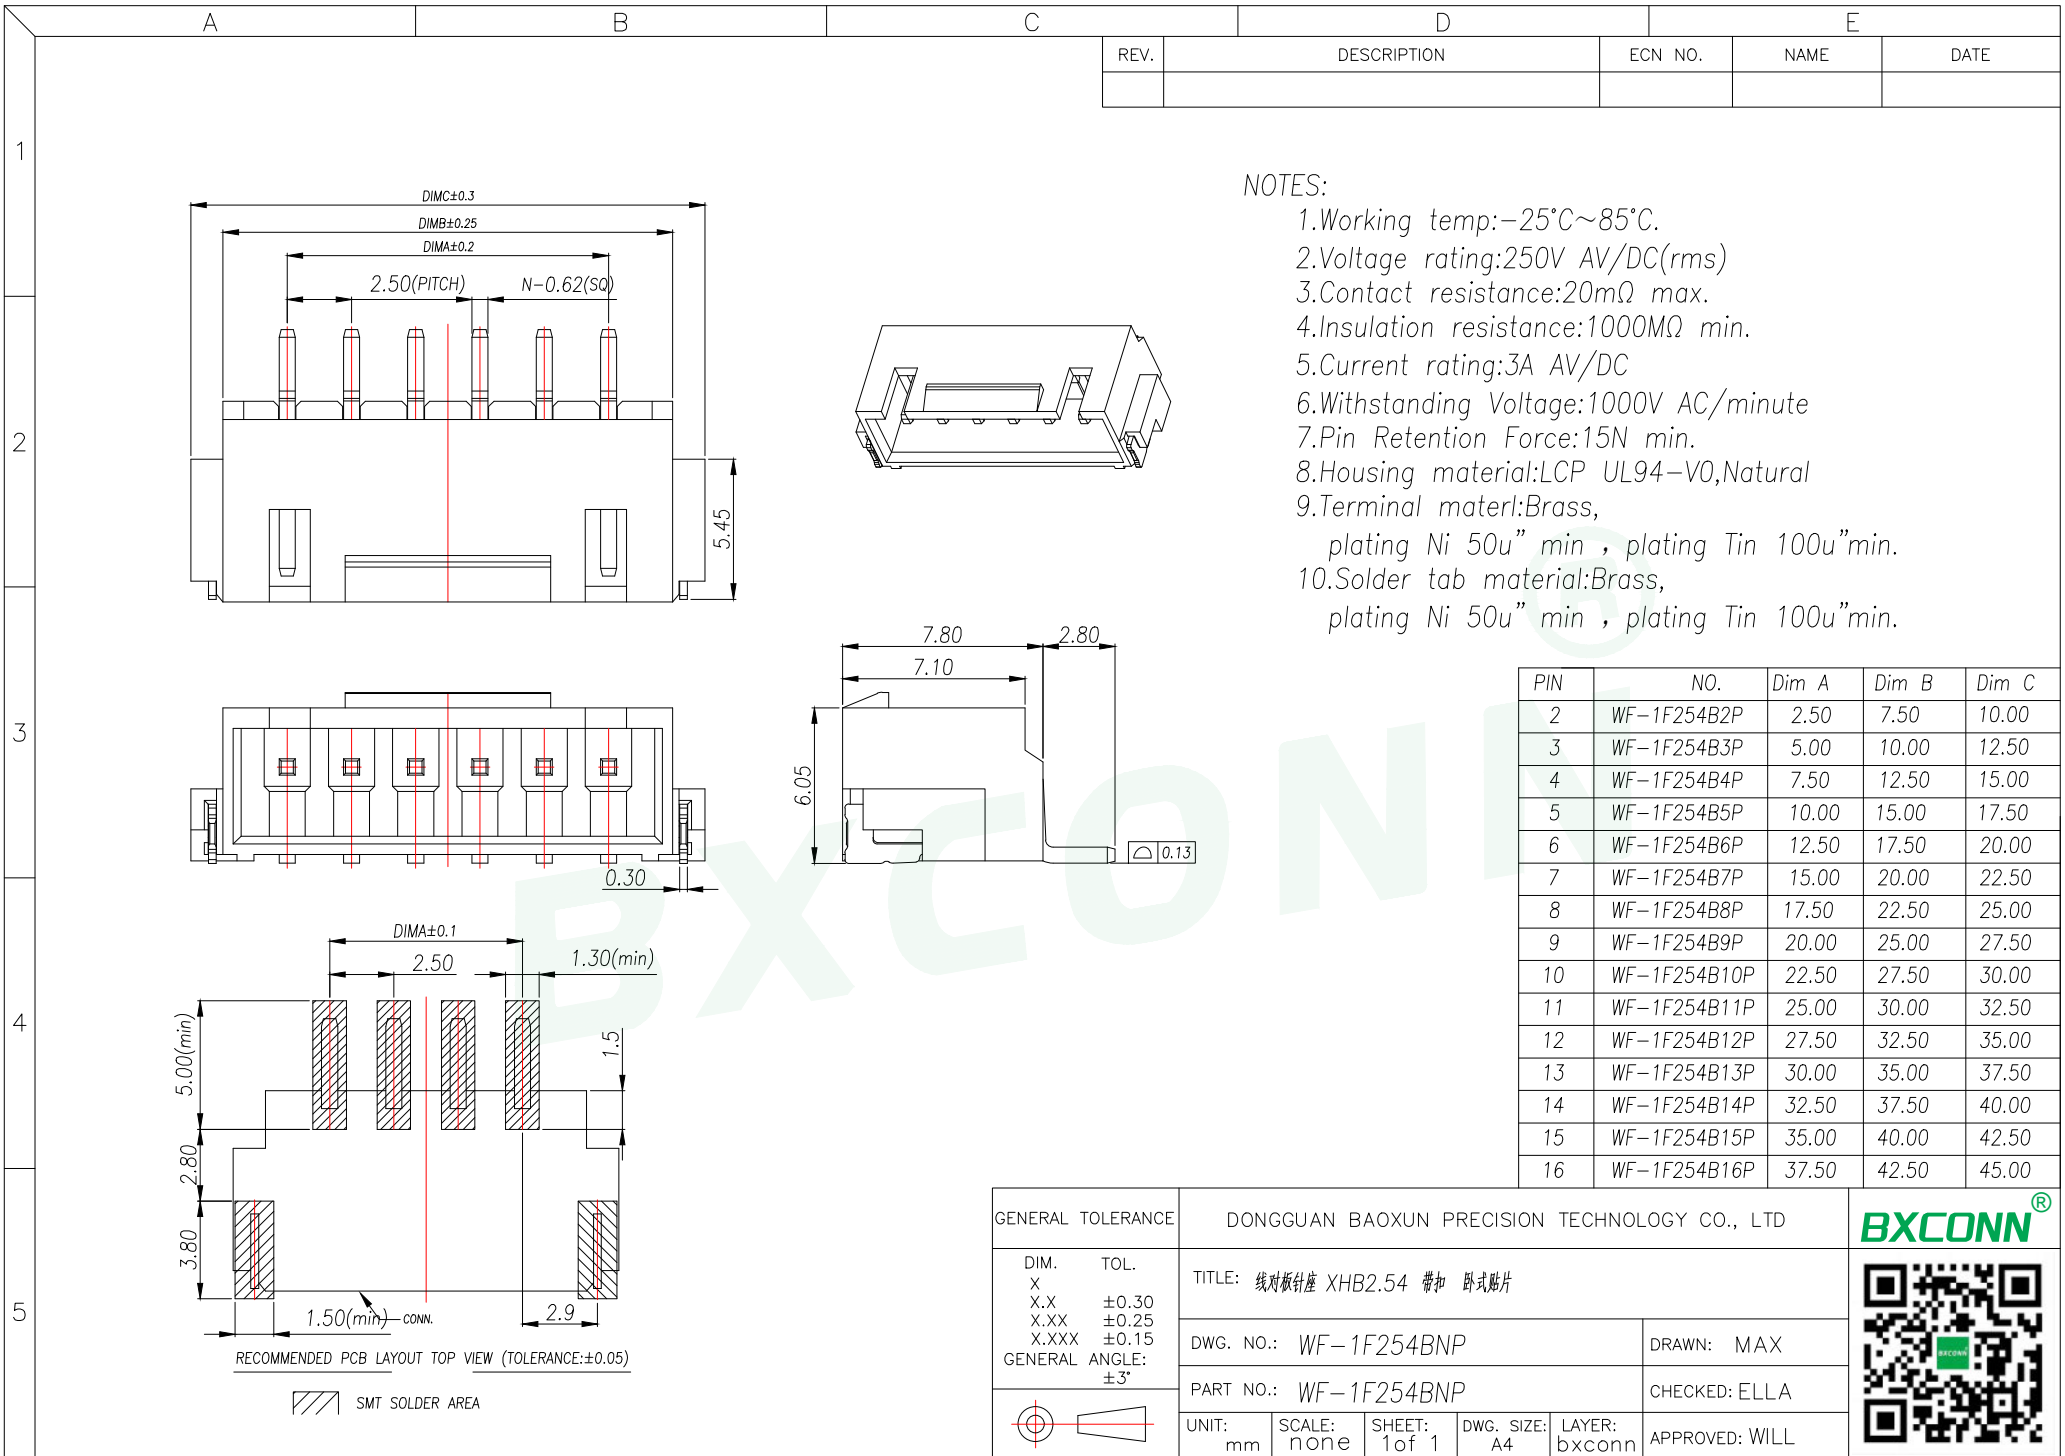 A B C D E
REV. DESCRIPTION ECN NO. NAME DATE
1
2
3
4
5
DIMC±0.3
DIMB±0.25
DIMA±0.2
2.50(PITCH) N-0.62(SQ)
5.45
NOTES:
1.Working temp:-25°C~85°C.
2.Voltage rating:250V AV/DC(rms)
3.Contact resistance:20mΩ max.
4.Insulation resistance:1000MΩ min.
5.Current rating:3A AV/DC
6.Withstanding Voltage:1000V AC/minute
7.Pin Retention Force:15N min.
8.Housing material:LCP UL94-V0,Natural
9.Terminal materl:Brass,
plating Ni 50u" min , plating Tin 100u"min.
10.Solder tab material:Brass,
plating Ni 50u" min , plating Tin 100u"min.
0.30
7.80 2.80
7.10
6.05
0.13
BXCONN®
DIMA±0.1
2.50 1.30(min)
5.00(min)
1.5
2.80
3.80
1.50(min) CONN. 2.9
RECOMMENDED PCB LAYOUT TOP VIEW (TOLERANCE:±0.05)
SMT SOLDER AREA
PIN NO. Dim A Dim B Dim C
2 WF-1F254B2P 2.50 7.50 10.00
3 WF-1F254B3P 5.00 10.00 12.50
4 WF-1F254B4P 7.50 12.50 15.00
5 WF-1F254B5P 10.00 15.00 17.50
6 WF-1F254B6P 12.50 17.50 20.00
7 WF-1F254B7P 15.00 20.00 22.50
8 WF-1F254B8P 17.50 22.50 25.00
9 WF-1F254B9P 20.00 25.00 27.50
10 WF-1F254B10P 22.50 27.50 30.00
11 WF-1F254B11P 25.00 30.00 32.50
12 WF-1F254B12P 27.50 32.50 35.00
13 WF-1F254B13P 30.00 35.00 37.50
14 WF-1F254B14P 32.50 37.50 40.00
15 WF-1F254B15P 35.00 40.00 42.50
16 WF-1F254B16P 37.50 42.50 45.00
GENERAL TOLERANCE
DIM. TOL.
X
X.X ±0.30
X.XX ±0.25
X.XXX ±0.15
GENERAL ANGLE:
±3°
DONGGUAN BAOXUN PRECISION TECHNOLOGY CO., LTD
BXCONN®
TITLE: 线对板针座 XHB2.54 带扣 卧式贴片
DWG. NO.: WF-1F254BNP DRAWN: MAX
PART NO.: WF-1F254BNP CHECKED: ELLA
UNIT: mm SCALE: none SHEET: 1of 1 DWG. SIZE: A4 LAYER: bxconn APPROVED: WILL
BXCONN